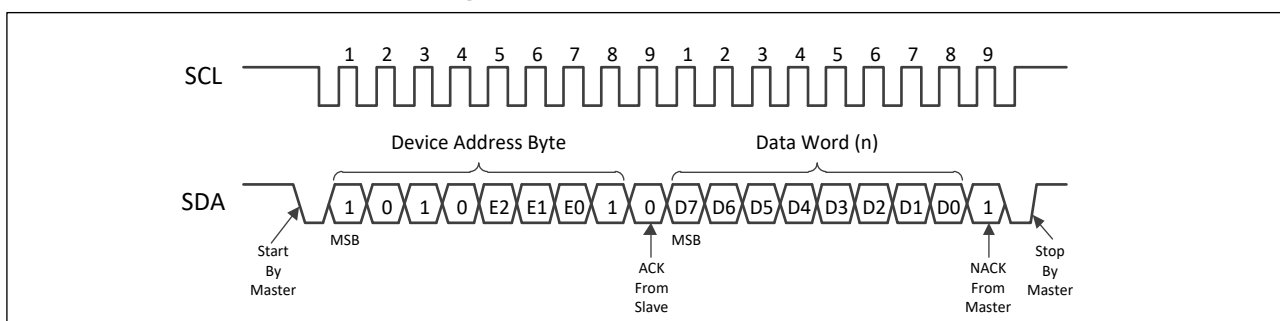 1 2 3 4 5 6 7 8 9 1 2 3 4 5 6 7 8 9
SCL
Device Address Byte Data Word (n)
SDA
1 0 1 0 E2 E1 E0 1 0 D7 D6 D5 D4 D3 D2 D1 D0 1
MSB MSB
Start
By
Master
ACK
From
Slave
NACK
From
Master
Stop
By
Master